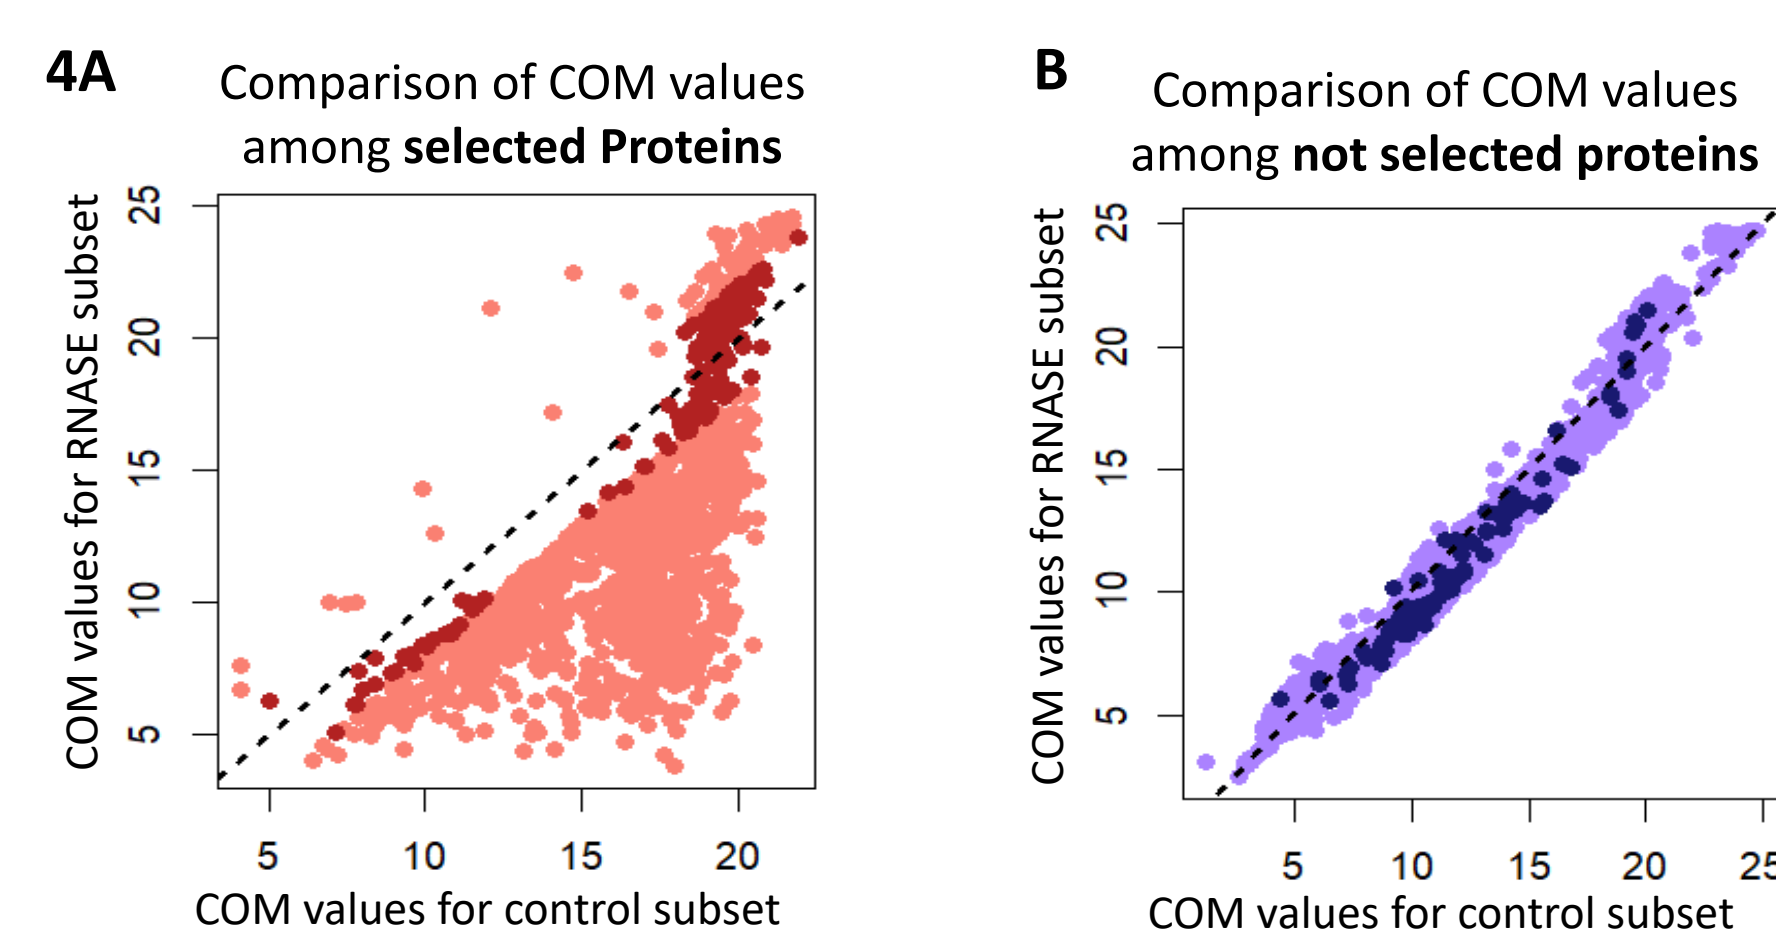 4A
Comparison of COM values
among selected Proteins
COM values for RNASE subset
25
20
15
10
5
5 10 15 20
COM values for control subset
B
Comparison of COM values
among not selected proteins
COM values for RNASE subset
25
20
15
10
5
5 10 15 20 25
COM values for control subset